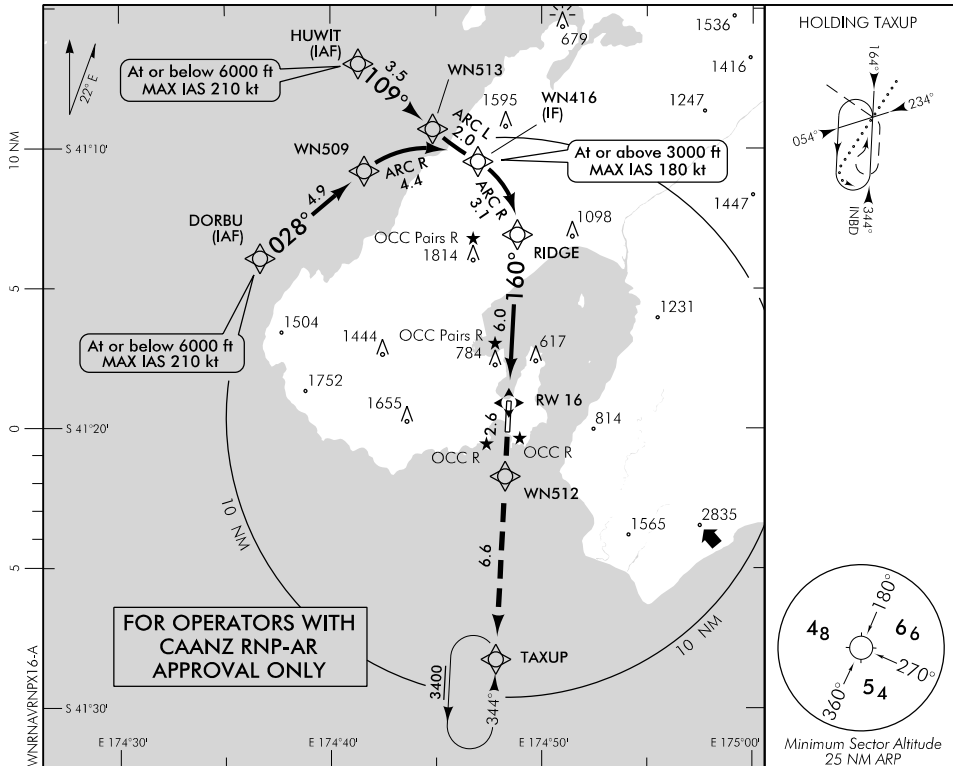 HUWIT
(IAF)
At or below 6000 ft
MAX IAS 210 kt
22° E
109°
3.5
WN513
679
1536
1416
1595
WN416
(IF)
1247
ARC L
2.0
10 NM
S 41°10'
WN509
ARC R
4.4
At or above 3000 ft
MAX IAS 180 kt
ARC R
3.1
1447
028°
4.9
DORBU
(IAF)
1098
OCC Pairs R
1814
RIDGE
160°
6.0
5
At or below 6000 ft
MAX IAS 210 kt
1504
1444
OCC Pairs R
784
617
1231
1752
1655
RW 16
814
0
S 41°20'
2.6
OCC R
OCC R
WN512
10 NM
1565
2835
5
6.6
FOR OPERATORS WITH
CAANZ RNP-AR
APPROVAL ONLY
10 NM
TAXUP
3400
344°
S 41°30'
WNRNAVRNPX16-A
E 174°30'
E 174°40'
E 174°50'
E 175°00'
HOLDING TAXUP
164°
234°
054°
344°
INBD
180°
48
66
270°
54
360°
Minimum Sector Altitude
25 NM ARP